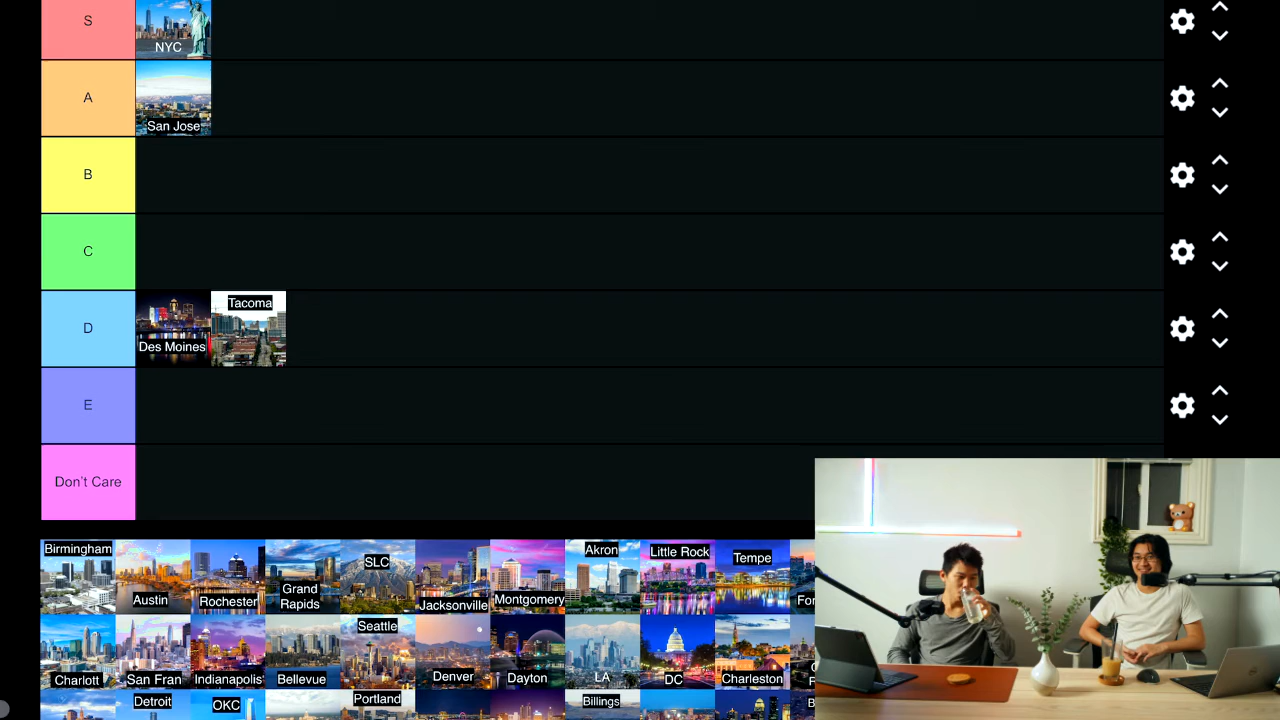 S
NYC
A
San Jose
B
C
D
Des Moines
Tacoma
E
Don't Care
Birmingham
Austin
Rochester
Grand
Rapids
SLC
Jacksonville
Montgomery
Akron
Little Rock
Tempe
Charlott
San Fran
Indianapolis
Bellevue
Seattle
Denver
Dayton
LA
DC
Charleston
Detroit
OKC
Portland
Billings